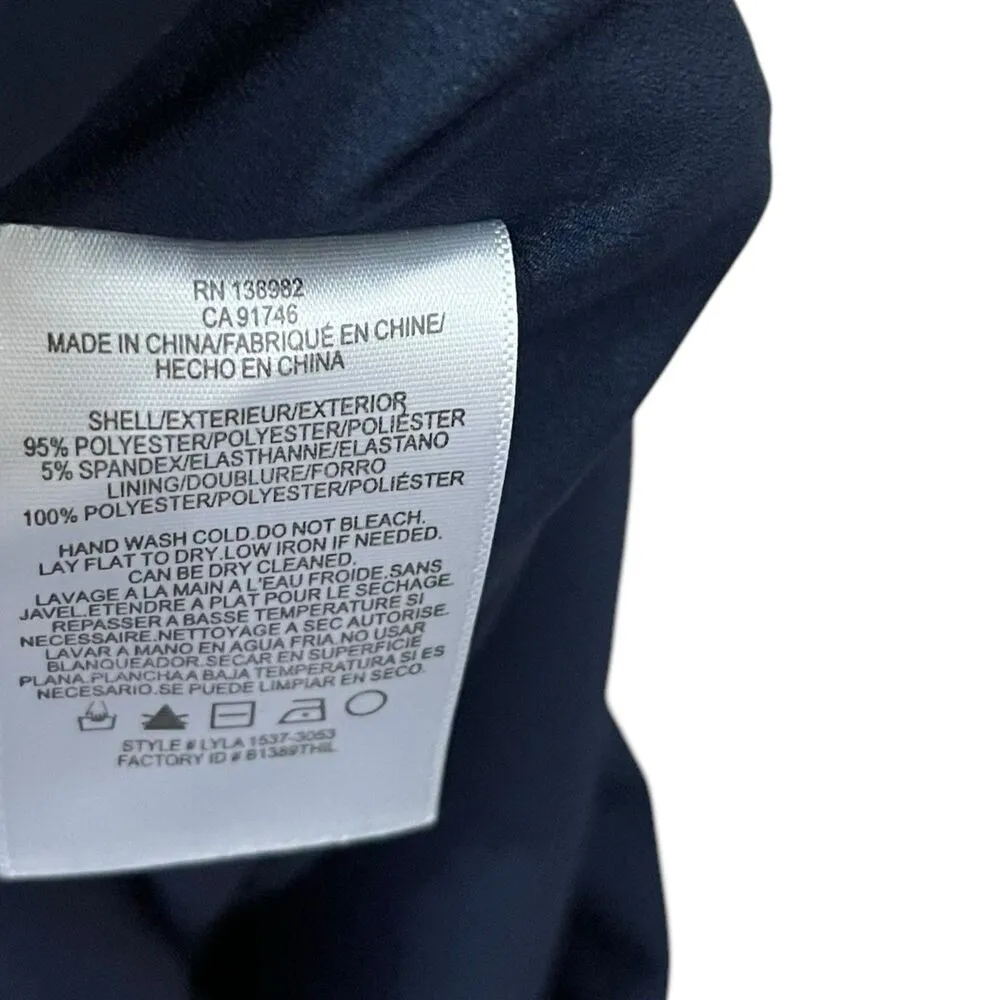 RN 138982
CA 91746
MADE IN CHINA/FABRIQUÉ EN CHINE/
HECHO EN CHINA
SHELL/EXTERIEUR/EXTERIOR
95% POLYESTER/POLYESTER/POLIÉSTER
5% SPANDEX/ELASTHANNE/ELASTANO
LINING/DOUBLURE/FORRO
100% POLYESTER/POLYESTER/POLIÉSTER
HAND WASH COLD.DO NOT BLEACH.
LAY FLAT TO DRY.LOW IRON IF NEEDED.
CAN BE DRY CLEANED.
LAVAGE A LA MAIN A L'EAU FROIDE.SANS
JAVEL.ETENDRE A PLAT POUR LE SECHAGE.
REPASSER A BASSE TEMPERATURE SI
NECESSAIRE.NETTOYAGE A SEC AUTORISE.
LAVAR A MANO EN AGUA FRIA.NO USAR
BLANQUEADOR.SECAR EN SUPERFICIE
PLANA.PLANCHA A BAJA TEMPERATURA SI ES
NECESARIO.SE PUEDE LIMPIAR EN SECO.
STYLE # LYLA 1537-3053
FACTORY ID # B1389THIL